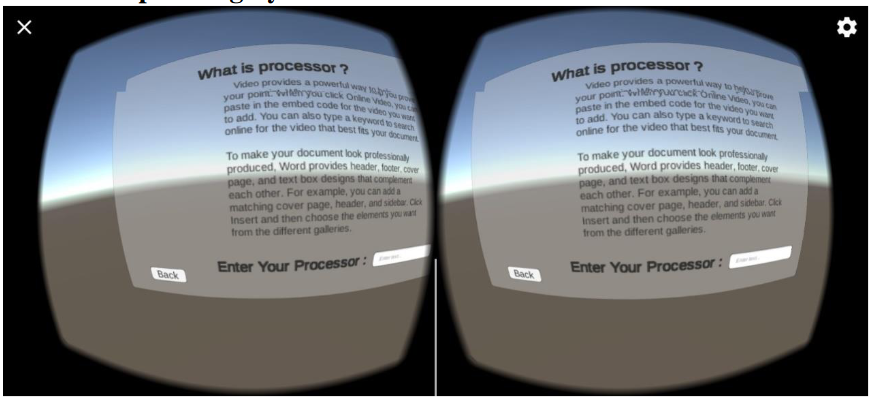 What is processor ?
Video provides a powerful way to help you
your point. When you click Online Video, you
paste in the embed code for the video you want
to add. You can also type a keyword to search
online for the video that best fits your document.
To make your document look professionally
produced, Word provides header, footer, cover
page, and text box designs that complement
each other. For example, you can add a
matching cover page, header, and sidebar. Click
Insert and then choose the elements you want
from the different galleries.
Enter Your Processor :
Back
What is processor ?
Video provides a powerful way to help you prove
your point. When you click Online Video, you can
paste in the embed code for the video you want
to add. You can also type a keyword to search
online for the video that best fits your document.
To make your document look professionally
produced, Word provides header, footer, cover
page, and text box designs that complement
each other. For example, you can add a
matching cover page, header, and sidebar. Click
Insert and then choose the elements you want
from the different galleries.
Enter Your Processor : Enter text...
Back